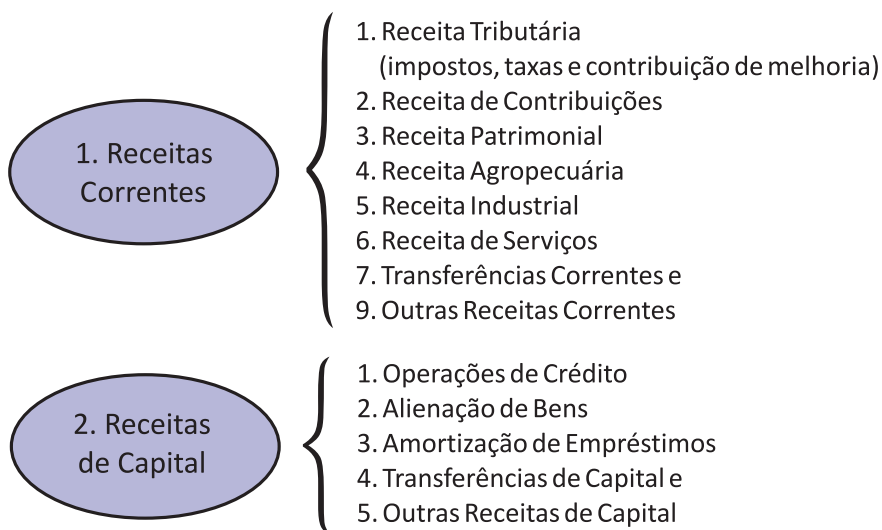 1. Receitas
Correntes
1. Receita Tributária
(impostos, taxas e contribuição de melhoria)
2. Receita de Contribuições
3. Receita Patrimonial
4. Receita Agropecuária
5. Receita Industrial
6. Receita de Serviços
7. Transferências Correntes e
9. Outras Receitas Correntes
2. Receitas
de Capital
1. Operações de Crédito
2. Alienação de Bens
3. Amortização de Empréstimos
4. Transferências de Capital e
5. Outras Receitas de Capital